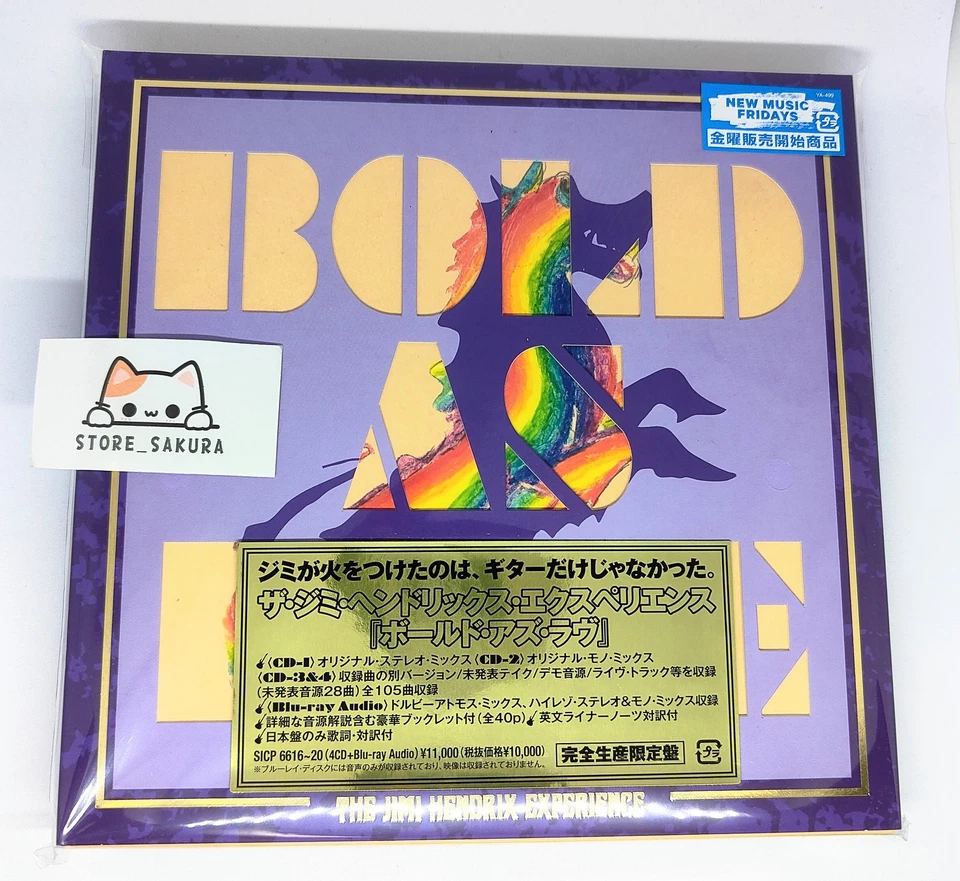 YA-499
NEW MUSIC
FRIDAYS
プラ
金曜販売開始商品
BOLD
AS
STORE_SAKURA
E
ジミが火をつけたのは、ギターだけじゃなかった。
ザ・ジミ・ヘンドリックス・エクスペリエンス
『ボールド・アズ・ラヴ』
〈CD-1〉オリジナル・ステレオ・ミックス〈CD-2〉オリジナル・モノ・ミックス
〈CD-3&4〉収録曲の別バージョン/未発表テイク/デモ音源/ライヴ・トラック等を収録
(未発表音源28曲)全105曲収録
〈Blu-ray Audio〉ドルビーアトモス・ミックス、ハイレゾ・ステレオ&モノ・ミックス収録
詳細な音源解説含む豪華ブックレット付(全40p) 英文ライナーノーツ対訳付
日本盤のみ歌詞・対訳付
SICP 6616~20 (4CD+Blu-ray Audio) ¥11,000 (税抜価格¥10,000) 完全生産限定盤 プラ
※ブルーレイ・ディスクには音声のみが収録されており、映像は収録されておりません。
THE JIMI HENDRIX EXPERIENCE